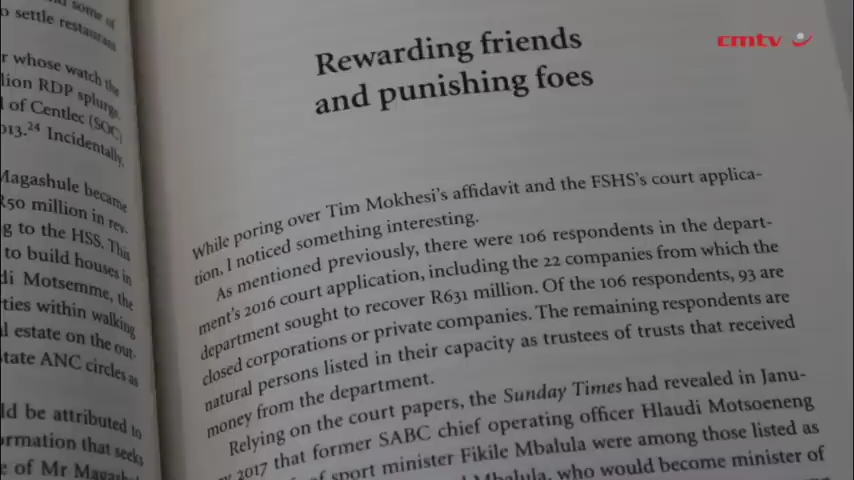 some of
to settle restaurant
r whose watch the
lion RDP splurge.
l of Centlec (SOC)
013.²⁴ Incidentally,
Magashule became
R50 million in rev-
g to the HSS. This
to build houses in
di Motsemme, the
ties within walking
l estate on the out-
state ANC circles as
ld be attributed to
ormation that seeks
e of Mr Magash
cmtv
Rewarding friends
and punishing foes
While poring over Tim Mokhesi's affidavit and the FSHS's court applica-
tion, I noticed something interesting.
As mentioned previously, there were 106 respondents in the depart-
ment's 2016 court application, including the 22 companies from which the
department sought to recover R631 million. Of the 106 respondents, 93 are
closed corporations or private companies. The remaining respondents are
natural persons listed in their capacity as trustees of trusts that received
money from the department.
Relying on the court papers, the Sunday Times had revealed in Janu-
y 2017 that former SABC chief operating officer Hlaudi Motsoeneng
of sport minister Fikile Mbalula were among those listed as
Mbalula, who would become minister of